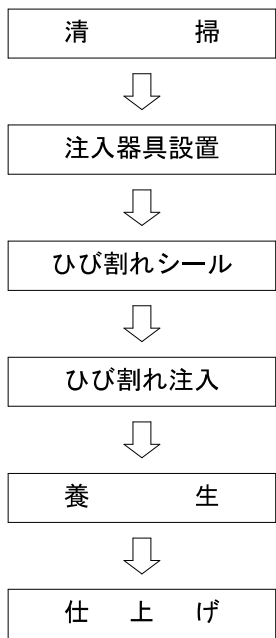 清　　　掃
注入器具設置
ひび割れシール
ひび割れ注入
養　　　生
仕　上　げ